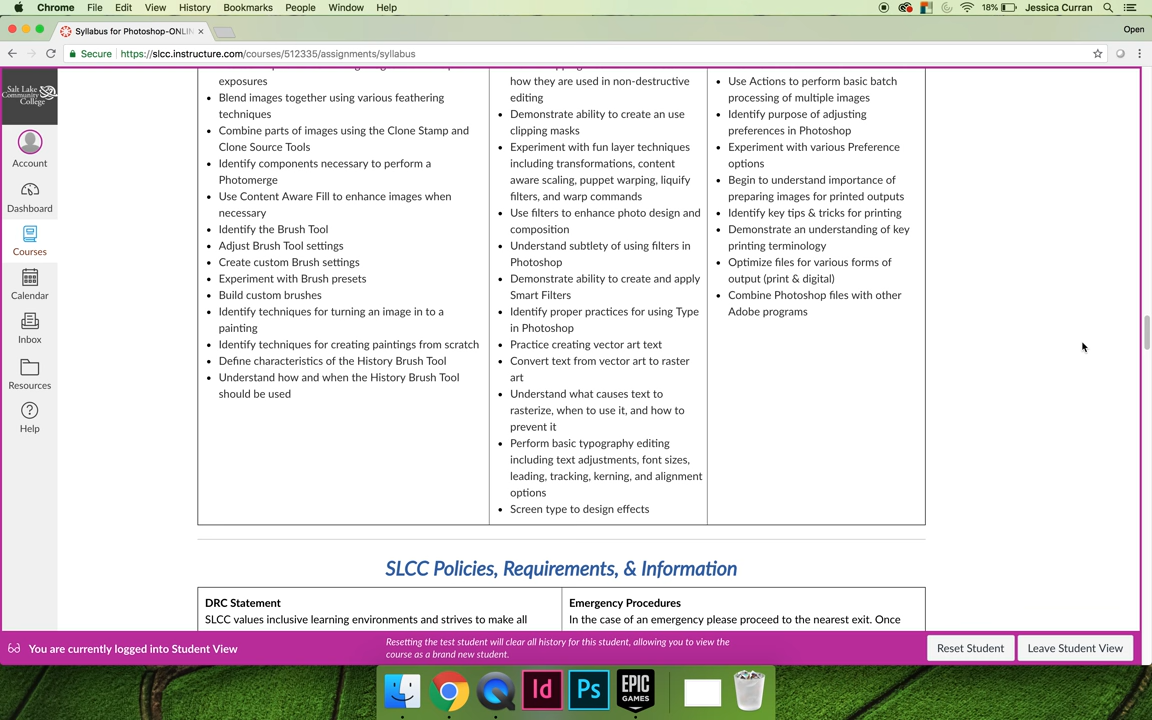 Chrome File Edit View History Bookmarks People Window Help
18% Jessica Curran
Syllabus for Photoshop-ONLIN
Open
Secure https://slcc.instructure.com/courses/512335/assignments/syllabus
Salt Lake
Community
College
Account
Dashboard
Courses
Calendar
Inbox
Resources
Help
exposures
Blend images together using various feathering
techniques
Combine parts of images using the Clone Stamp and
Clone Source Tools
Identify components necessary to perform a
Photomerge
Use Content Aware Fill to enhance images when
necessary
Identify the Brush Tool
Adjust Brush Tool settings
Create custom Brush settings
Experiment with Brush presets
Build custom brushes
Identify techniques for turning an image in to a
painting
Identify techniques for creating paintings from scratch
Define characteristics of the History Brush Tool
Understand how and when the History Brush Tool
should be used
how they are used in non-destructive
editing
Demonstrate ability to create an use
clipping masks
Experiment with fun layer techniques
including transformations, content
aware scaling, puppet warping, liquify
filters, and warp commands
Use filters to enhance photo design and
composition
Understand subtlety of using filters in
Photoshop
Demonstrate ability to create and apply
Smart Filters
Identify proper practices for using Type
in Photoshop
Practice creating vector art text
Convert text from vector art to raster
art
Understand what causes text to
rasterize, when to use it, and how to
prevent it
Perform basic typography editing
including text adjustments, font sizes,
leading, tracking, kerning, and alignment
options
Screen type to design effects
Use Actions to perform basic batch
processing of multiple images
Identify purpose of adjusting
preferences in Photoshop
Experiment with various Preference
options
Begin to understand importance of
preparing images for printed outputs
Identify key tips & tricks for printing
Demonstrate an understanding of key
printing terminology
Optimize files for various forms of
output (print & digital)
Combine Photoshop files with other
Adobe programs
SLCC Policies, Requirements, & Information
DRC Statement
SLCC values inclusive learning environments and strives to make all
Emergency Procedures
In the case of an emergency please proceed to the nearest exit. Once
You are currently logged into Student View
Resetting the test student will clear all history for this student, allowing you to view the
course as a brand new student.
Reset Student
Leave Student View
Id
Ps
EPIC
GAMES